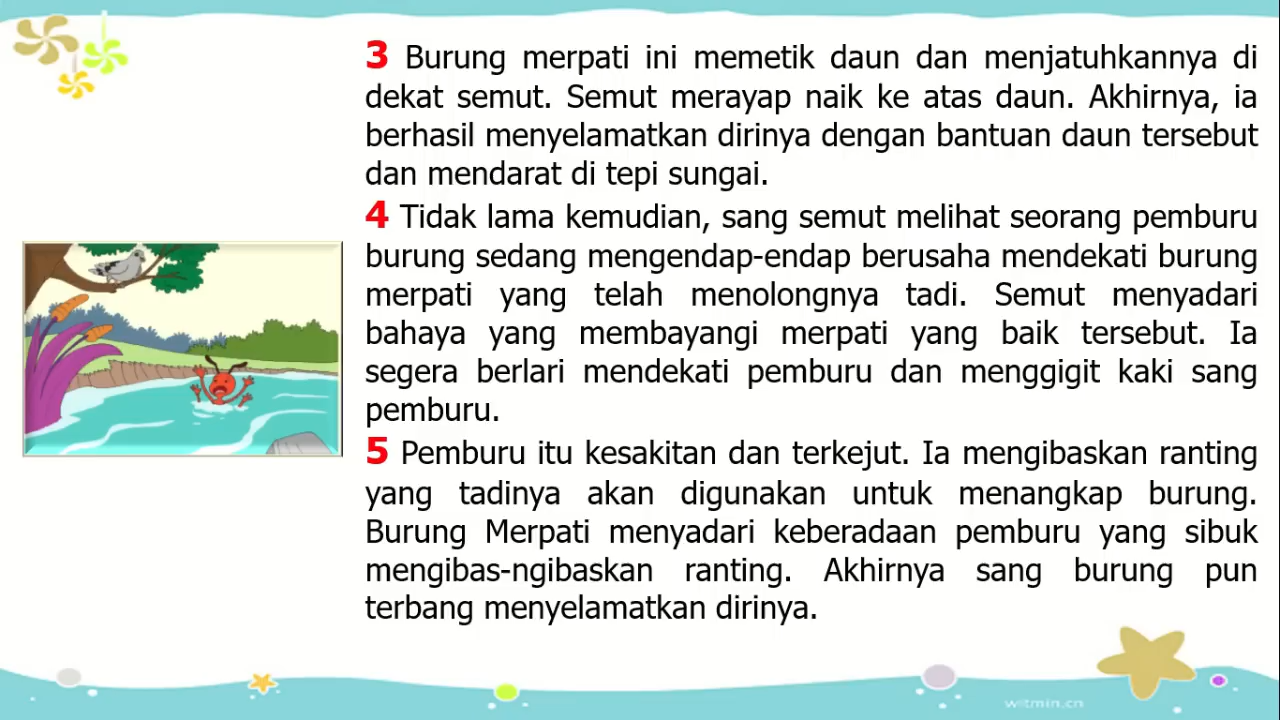 3 Burung merpati ini memetik daun dan menjatuhkannya di
dekat semut. Semut merayap naik ke atas daun. Akhirnya, ia
berhasil menyelamatkan dirinya dengan bantuan daun tersebut
dan mendarat di tepi sungai.
4 Tidak lama kemudian, sang semut melihat seorang pemburu
burung sedang mengendap-endap berusaha mendekati burung
merpati yang telah menolongnya tadi. Semut menyadari
bahaya yang membayangi merpati yang baik tersebut. Ia
segera berlari mendekati pemburu dan menggigit kaki sang
pemburu.
5 Pemburu itu kesakitan dan terkejut. Ia mengibaskan ranting
yang tadinya akan digunakan untuk menangkap burung.
Burung Merpati menyadari keberadaan pemburu yang sibuk
mengibas-ngibaskan ranting. Akhirnya sang burung pun
terbang menyelamatkan dirinya.
witmin.cn